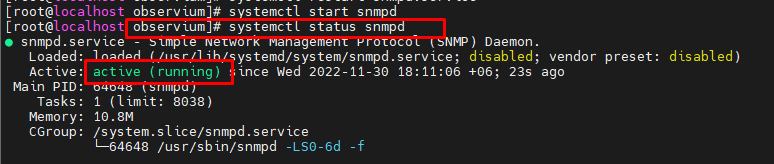 [root@localhost observium]# systemctl start snmpd
[root@localhost observium]# systemctl status snmpd
● snmpd.service - Simple Network Management Protocol (SNMP) Daemon.
Loaded: loaded (/usr/lib/systemd/system/snmpd.service; disabled; vendor preset: disabled)
Active: active (running) since Wed 2022-11-30 18:11:06 +06; 23s ago
Main PID: 64648 (snmpd)
Tasks: 1 (limit: 8038)
Memory: 10.8M
CGroup: /system.slice/snmpd.service
└─64648 /usr/sbin/snmpd -LS0-6d -f